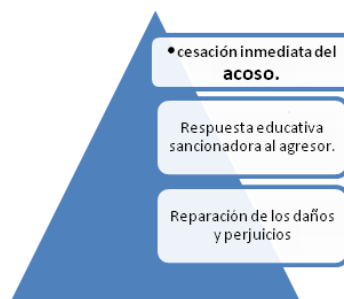 •cesación inmediata del
acoso.
Respuesta educativa
sancionadora al agresor.
Reparación de los daños
y perjuicios